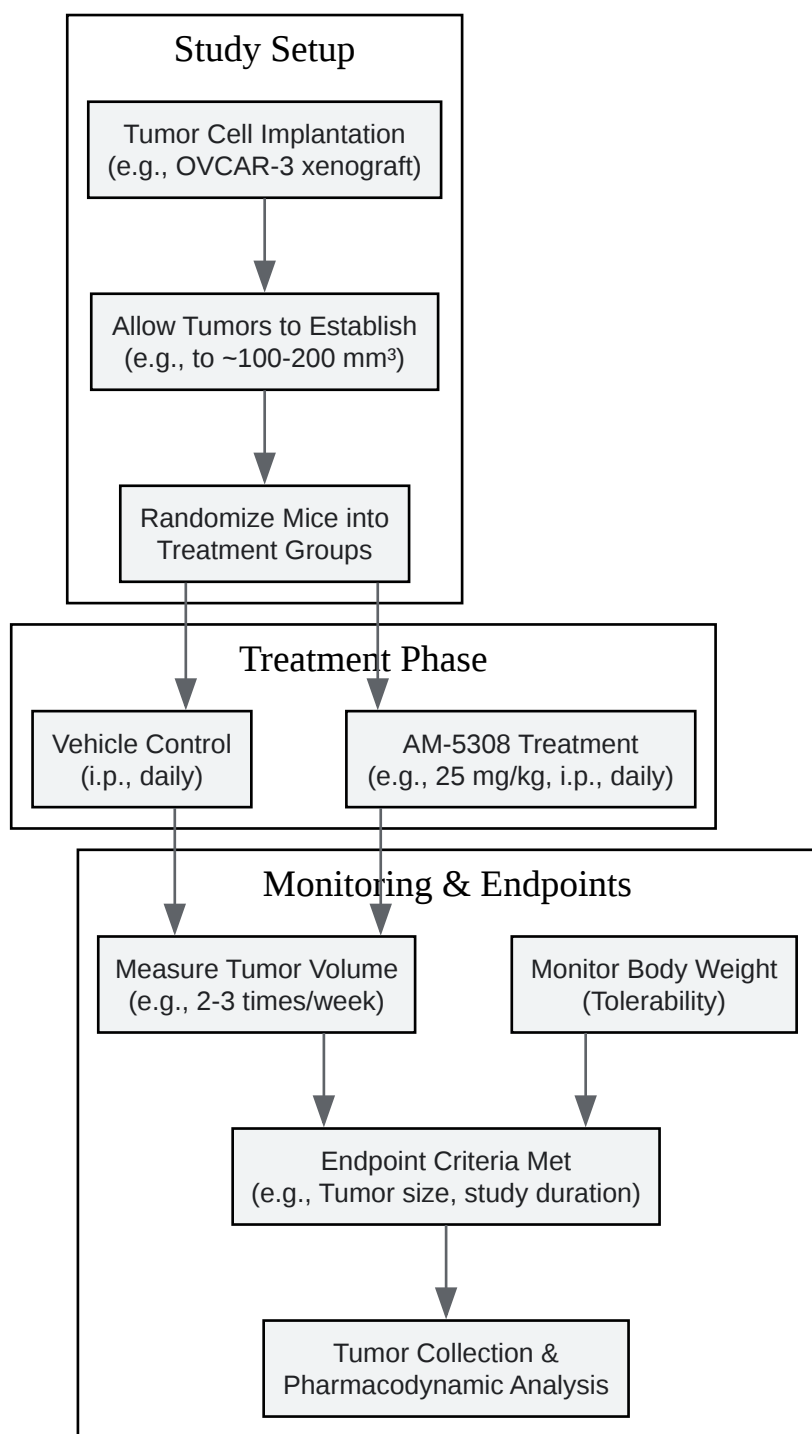 Study Setup
Tumor Cell Implantation
(e.g., OVCAR-3 xenograft)
Allow Tumors to Establish
(e.g., to ~100-200 mm³)
Randomize Mice into
Treatment Groups
Treatment Phase
Vehicle Control
(i.p., daily)
AM-5308 Treatment
(e.g., 25 mg/kg, i.p., daily)
Monitoring & Endpoints
Measure Tumor Volume
(e.g., 2-3 times/week)
Monitor Body Weight
(Tolerability)
Endpoint Criteria Met
(e.g., Tumor size, study duration)
Tumor Collection &
Pharmacodynamic Analysis